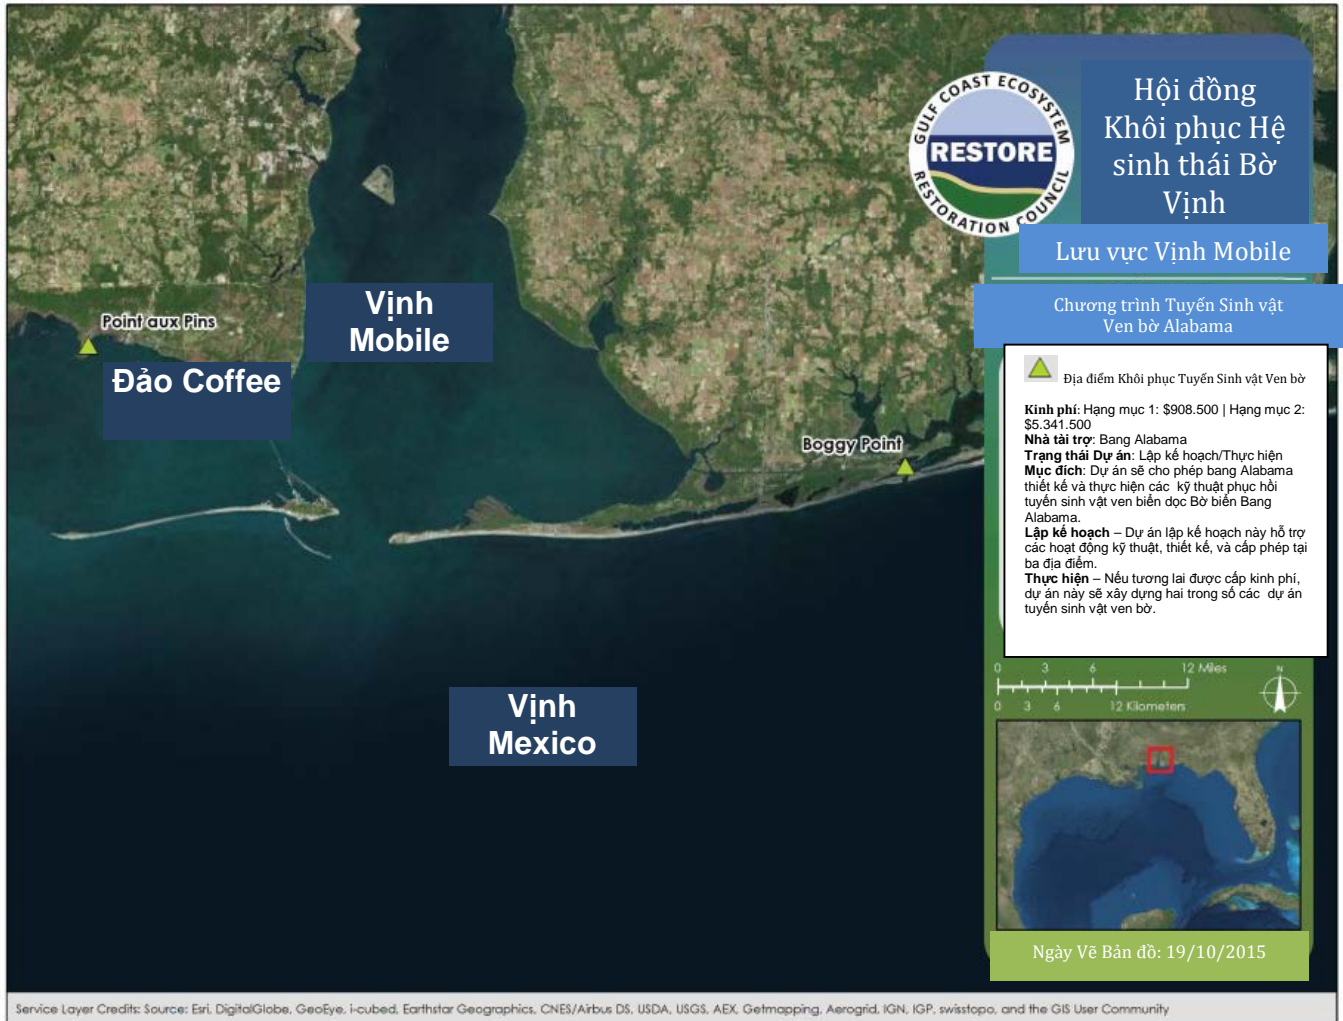 GULF COAST ECOSYSTEM
RESTORE
RESTORATION COUNCIL
Hội đồng
Khôi phục Hệ
sinh thái Bờ
Vịnh
Lưu vực Vịnh Mobile
Chương trình Tuyến Sinh vật
Ven bờ Alabama
Địa điểm Khôi phục Tuyến Sinh vật Ven bờ
Kinh phí: Hạng mục 1: $908.500 | Hạng mục 2:
$5.341.500
Nhà tài trợ: Bang Alabama
Trạng thái Dự án: Lập kế hoạch/Thực hiện
Mục đích: Dự án sẽ cho phép bang Alabama
thiết kế và thực hiện các kỹ thuật phục hồi
tuyến sinh vật ven biển dọc Bờ biển Bang
Alabama.
Lập kế hoạch – Dự án lập kế hoạch này hỗ trợ
các hoạt động kỹ thuật, thiết kế, và cấp phép tại
ba địa điểm.
Thực hiện – Nếu tương lai được cấp kinh phí,
dự án này sẽ xây dựng hai trong số các dự án
tuyến sinh vật ven bờ.
0 3 6 12 Miles
N
0 3 6 12 Kilometers
Ngày Vẽ Bản đồ: 19/10/2015
Vịnh
Mobile
Point aux Pins
Đảo Coffee
Boggy Point
Vịnh
Mexico
Service Layer Credits: Source: Esri, DigitalGlobe, GeoEye, i-cubed, Earthstar Geographics, CNES/Airbus DS, USDA, USGS, AEX, Getmapping, Aerogrid, IGN, IGP, swisstopo, and the GIS User Community